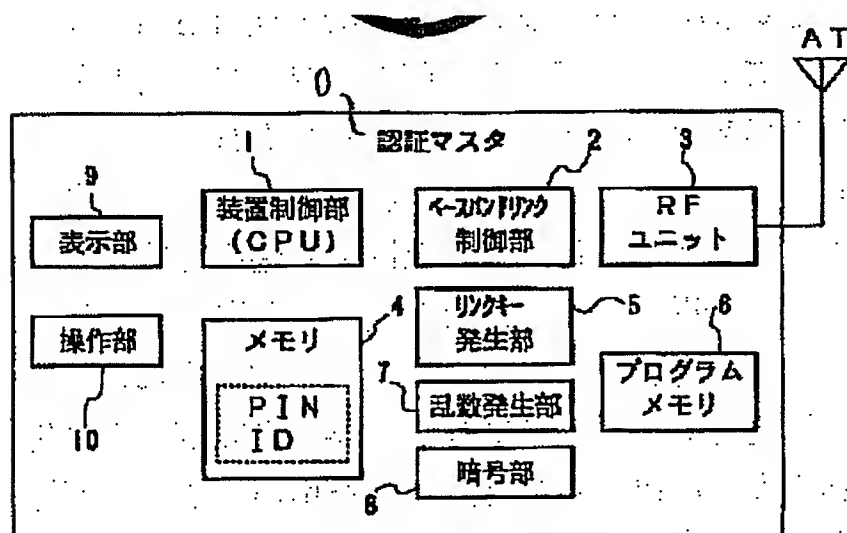 AT
0
認証マスタ
1
2
3
9
装置制御部
(CPU)
ベースバンドリンク
制御部
RF
ユニット
表示部
4
リンクキー
発生部
5
6
操作部
メモリ
プログラム
メモリ
7
乱数発生部
PIN
ID
10
暗号部
8